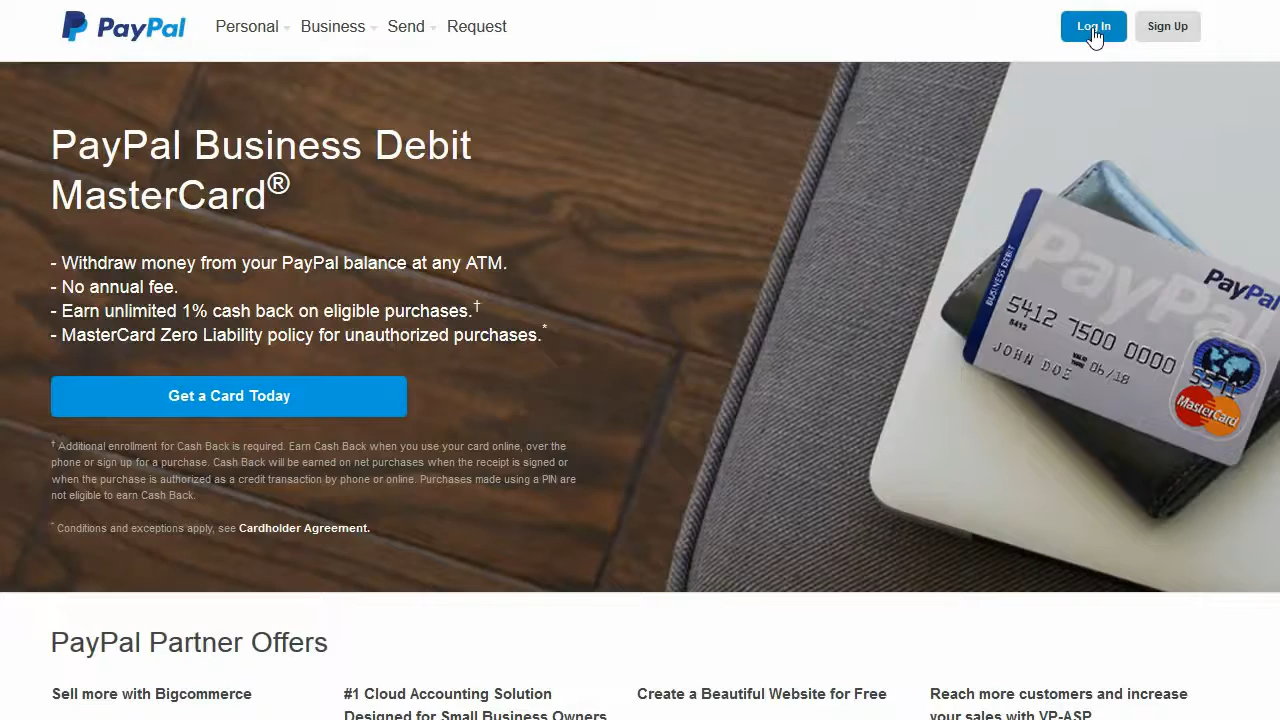 PayPal Personal Business Send Request Log In Sign Up
PayPal Business Debit
MasterCard®
- Withdraw money from your PayPal balance at any ATM.
- No annual fee.
- Earn unlimited 1% cash back on eligible purchases.†
- MasterCard Zero Liability policy for unauthorized purchases.*
Get a Card Today
† Additional enrollment for Cash Back is required. Earn Cash Back when you use your card online, over the
phone or sign up for a purchase. Cash Back will be earned on net purchases when the receipt is signed or
when the purchase is authorized as a credit transaction by phone or online. Purchases made using a PIN are
not eligible to earn Cash Back.
* Conditions and exceptions apply, see Cardholder Agreement.
BUSINESS DEBIT
PayPal
PayPal
5412 7500 0000 5571
5412
VALID THRU 06/18
JOHN DOE
MasterCard
PayPal Partner Offers
Sell more with Bigcommerce
#1 Cloud Accounting Solution
Designed for Small Business Owners
Create a Beautiful Website for Free
Reach more customers and increase
your sales with VP-ASP